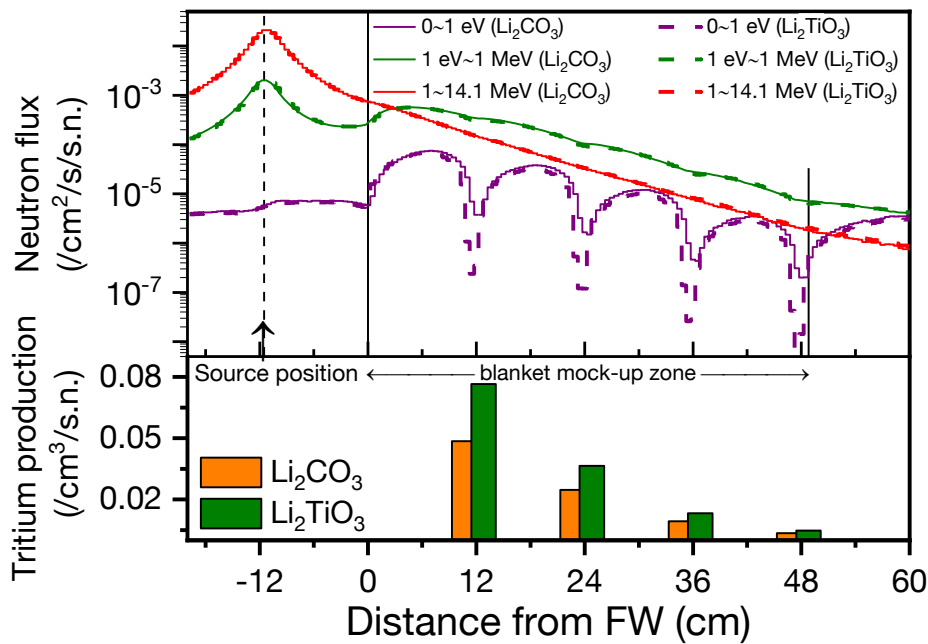 0~1 eV (Li₂CO₃) 0~1 eV (Li₂TiO₃)
1 eV~1 MeV (Li₂CO₃) 1 eV~1 MeV (Li₂TiO₃)
1~14.1 MeV (Li₂CO₃) 1~14.1 MeV (Li₂TiO₃)
Neutron flux
(/cm²/s/s.n.)
10⁻³
10⁻⁵
10⁻⁷
Source position
blanket mock-up zone
Tritium production
(/cm³/s.n.)
0.08
0.05
0.02
Li₂CO₃
Li₂TiO₃
-12 0 12 24 36 48 60
Distance from FW (cm)